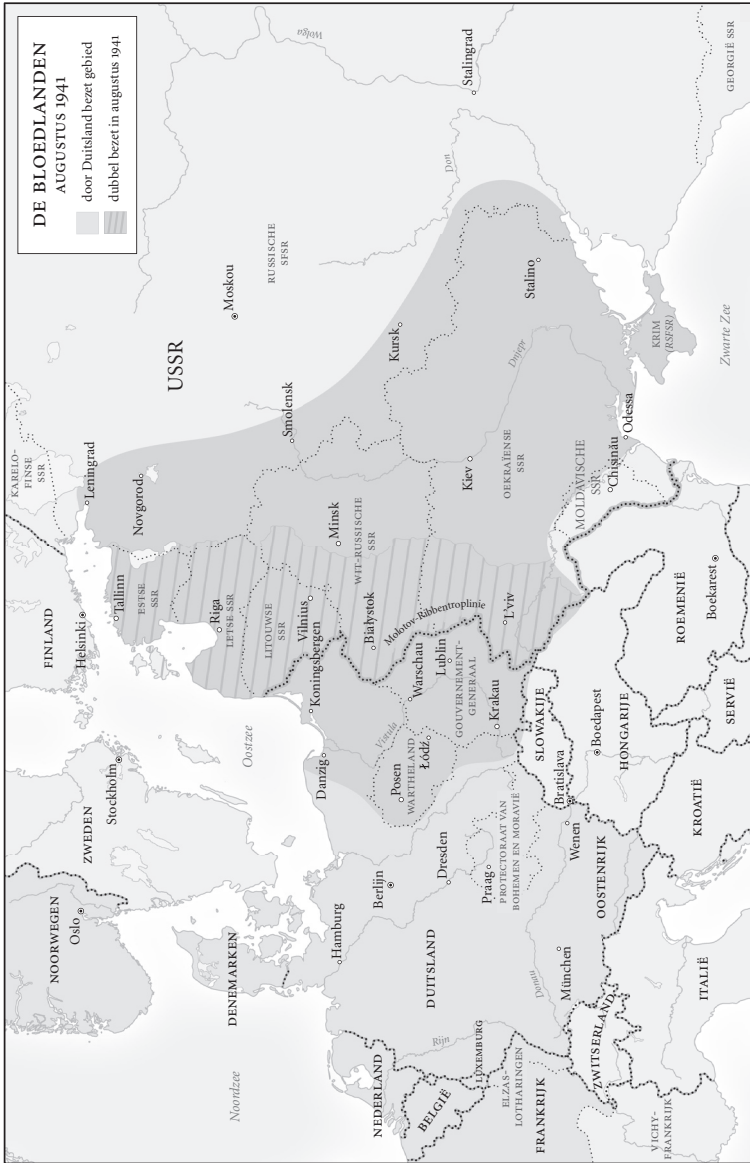 DE BLOEDLANDEN
AUGUSTUS 1941
door Duitsland bezet gebied
dubbel bezet in augustus 1941
NOORWEGEN
Oslo
ZWEDEN
Stockholm
FINLAND
Helsinki
KARELO-
FINSE
SSR
Leningrad
Novgorod
USSR
Moskou
RUSSISCHE
SFSR
Wolga
Stalingrad
Don
Noordzee
DENEMARKEN
Oostzee
Tallinn
ESTSE
SSR
Riga
LETSE SSR
LITOUWSE
SSR
Vilnius
Koningsbergen
Smolensk
Minsk
WIT-RUSSISCHE
SSR
Kursk
Hamburg
Danzig
Białystok
Molotov-Ribbentroplinie
NEDERLAND
Rijn
Berlijn
Posen
WARTHELAND
Łódź
Vistula
Warschau
Lublin
GOUVERNEMENT-
GENERAAL
Krakau
L'viv
Kiev
OEKRAÏENSE
SSR
Dnjepr
Stalino
BELGIË
LUXEMBURG
ELZAS-
LOTHARINGEN
FRANKRIJK
DUITSLAND
Dresden
Praag
PROTECTORAAT VAN
BOHEMEN EN MORAVIË
Donau
München
Wenen
OOSTENRIJK
Bratislava
SLOWAKIJE
Boedapest
HONGARIJE
MOLDAVISCHE
SSR
Chisinău
Odessa
KRIM
(RSFSR)
Zwarte Zee
GEORGIË SSR
ZWITSERLAND
VICHY-
FRANKRIJK
ITALIË
KROATIË
SERVIË
ROEMENIË
Boekarest